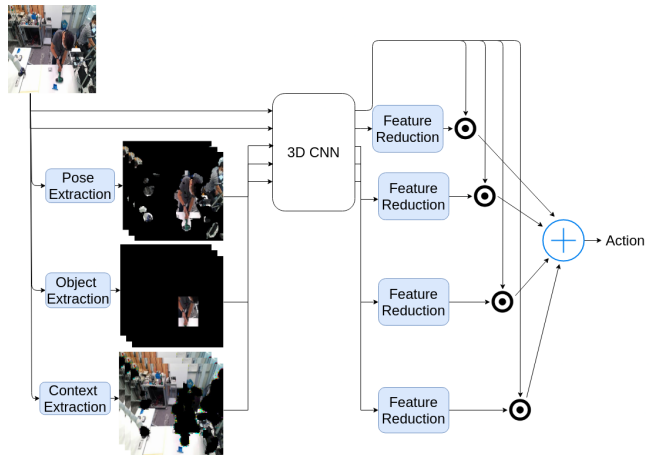 Pose
Extraction
Object
Extraction
Context
Extraction
3D CNN
Feature
Reduction
Feature
Reduction
Feature
Reduction
Feature
Reduction
Action